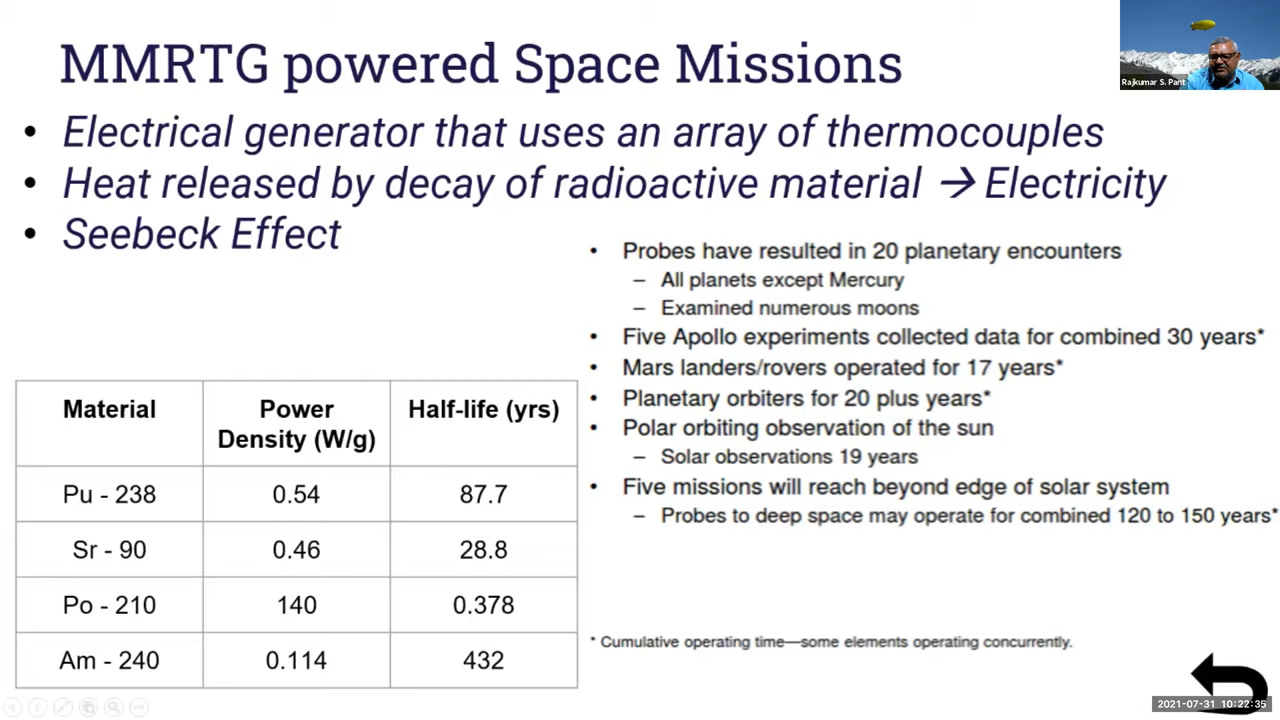 MMRTG powered Space Missions
Rajkumar S. Pant
• Electrical generator that uses an array of thermocouples
• Heat released by decay of radioactive material → Electricity
• Seebeck Effect
• Probes have resulted in 20 planetary encounters
– All planets except Mercury
– Examined numerous moons
• Five Apollo experiments collected data for combined 30 years*
• Mars landers/rovers operated for 17 years*
• Planetary orbiters for 20 plus years*
• Polar orbiting observation of the sun
– Solar observations 19 years
• Five missions will reach beyond edge of solar system
– Probes to deep space may operate for combined 120 to 150 years*
* Cumulative operating time—some elements operating concurrently.
Material Power Density (W/g) Half-life (yrs)
Pu - 238 0.54 87.7
Sr - 90 0.46 28.8
Po - 210 140 0.378
Am - 240 0.114 432
2021-07-31 10:22:35